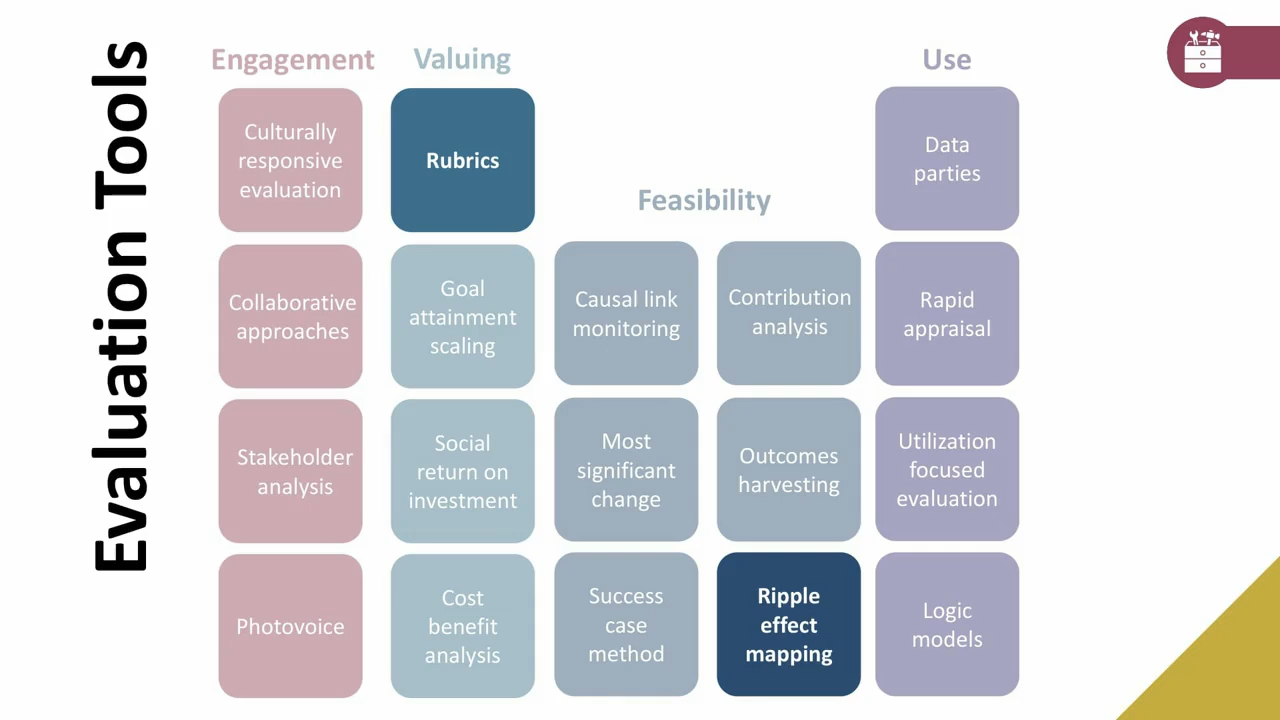 Evaluation Tools
Engagement
Valuing
Use
Culturally
responsive
evaluation
Rubrics
Data
parties
Feasibility
Collaborative
approaches
Goal
attainment
scaling
Causal link
monitoring
Contribution
analysis
Rapid
appraisal
Stakeholder
analysis
Social
return on
investment
Most
significant
change
Outcomes
harvesting
Utilization
focused
evaluation
Photovoice
Cost
benefit
analysis
Success
case
method
Ripple
effect
mapping
Logic
models